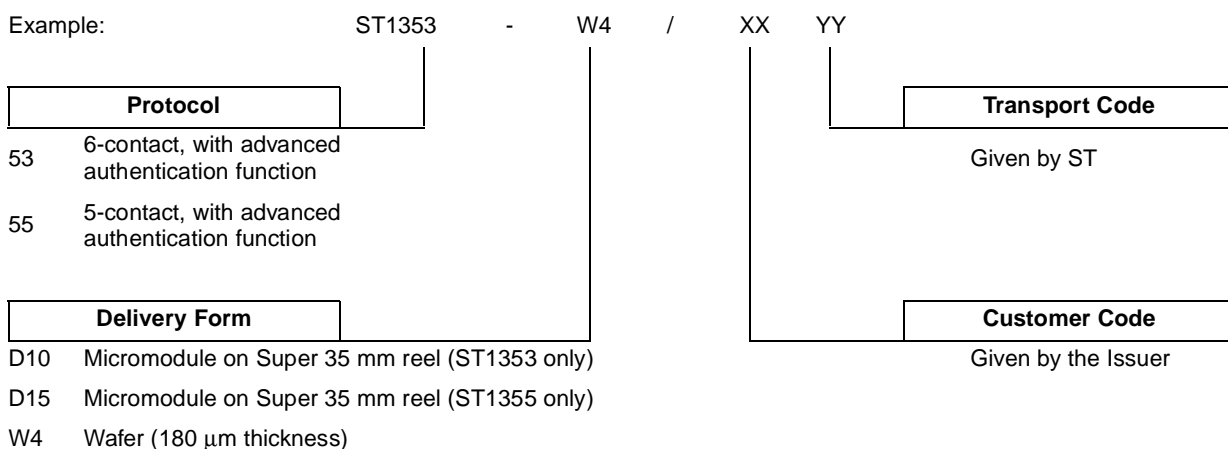 Example: ST1353 - W4 / XX YY
Protocol
Transport Code
53 6-contact, with advanced
authentication function
Given by ST
55 5-contact, with advanced
authentication function
Delivery Form
Customer Code
D10 Micromodule on Super 35 mm reel (ST1353 only)
Given by the Issuer
D15 Micromodule on Super 35 mm reel (ST1355 only)
W4 Wafer (180 μm thickness)